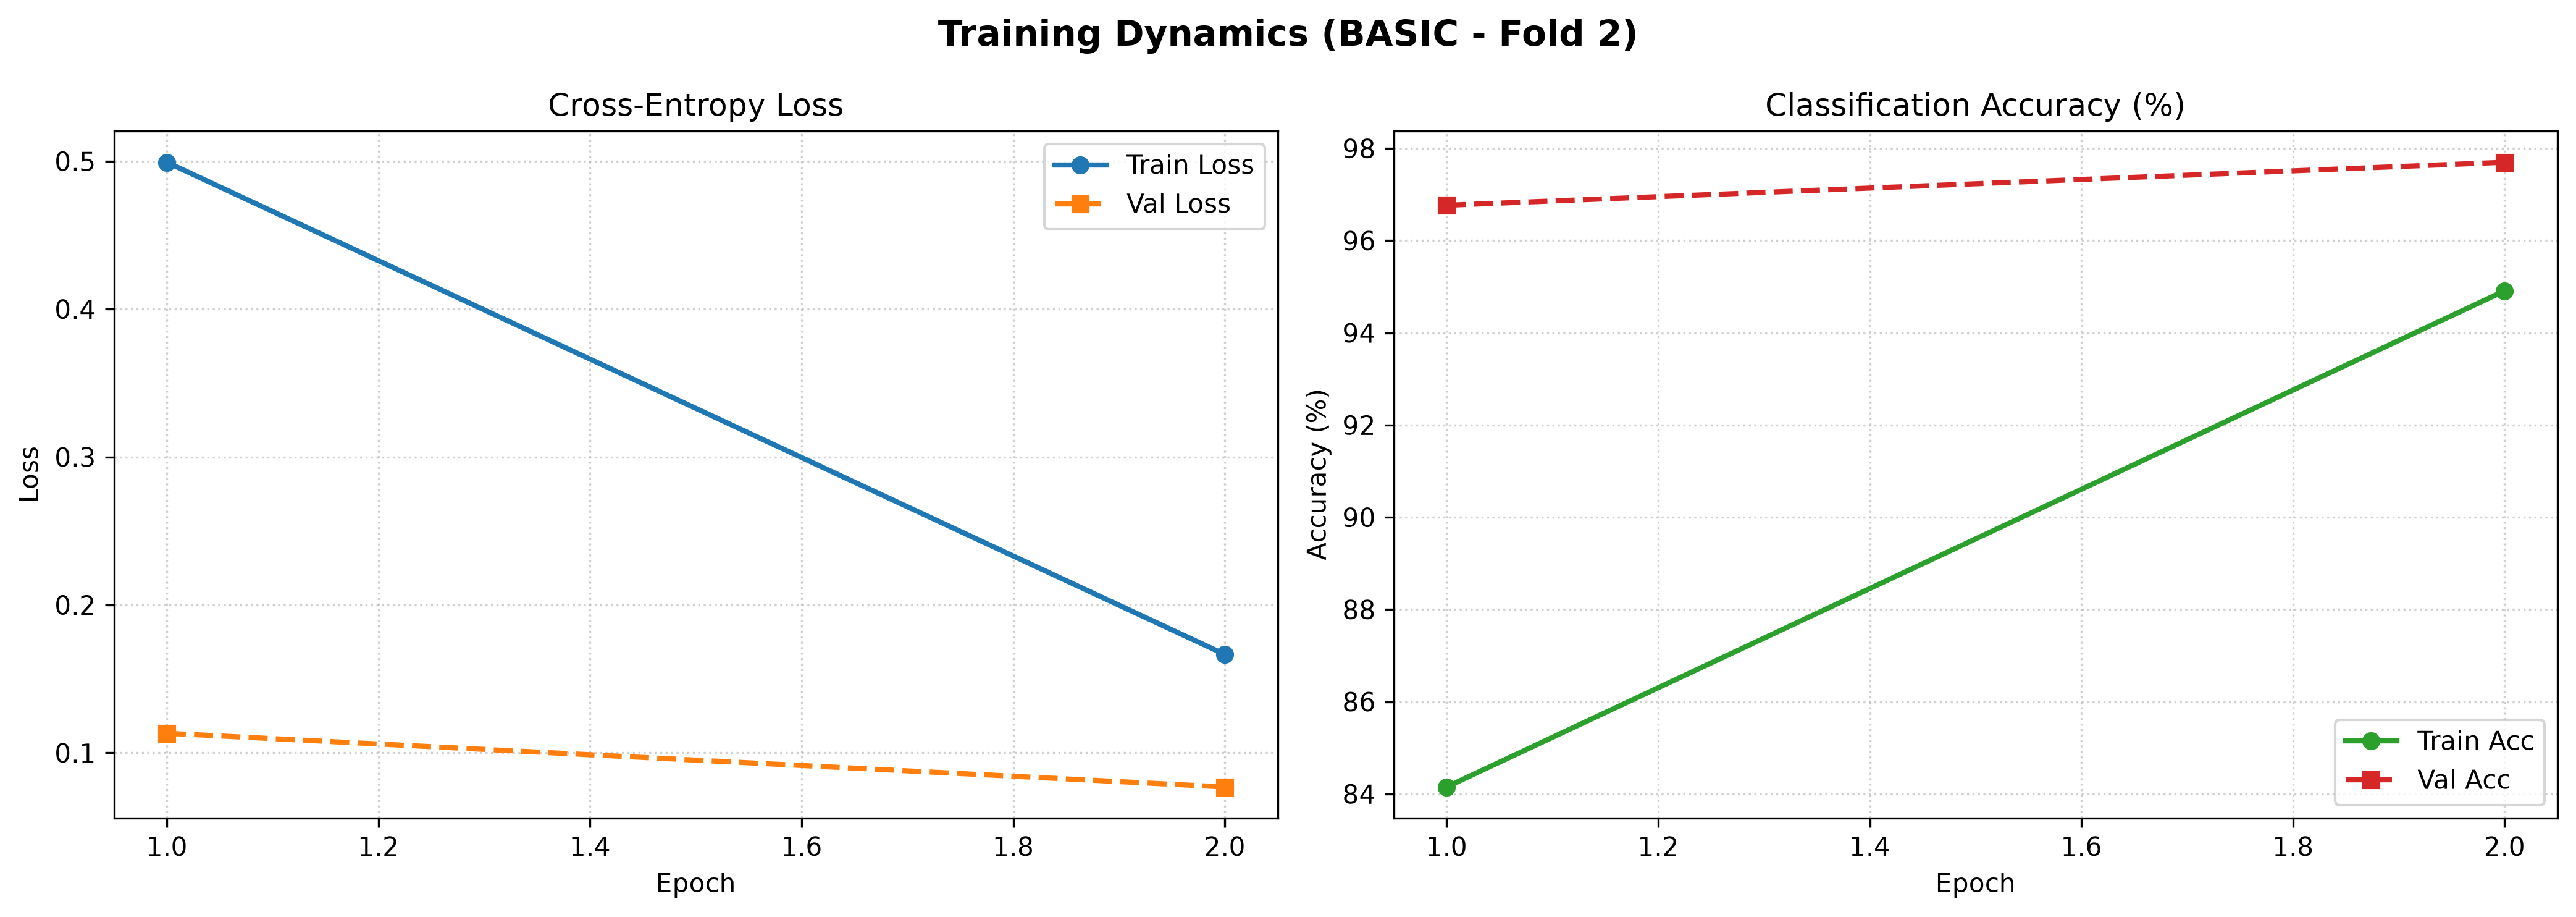 Training Dynamics (BASIC - Fold 2)
Cross-Entropy Loss
Loss
0.5
0.4
0.3
0.2
0.1
1.0 1.2 1.4 1.6 1.8 2.0
Epoch
Train Loss
Val Loss
Classification Accuracy (%)
Accuracy (%)
98
96
94
92
90
88
86
84
1.0 1.2 1.4 1.6 1.8 2.0
Epoch
Train Acc
Val Acc